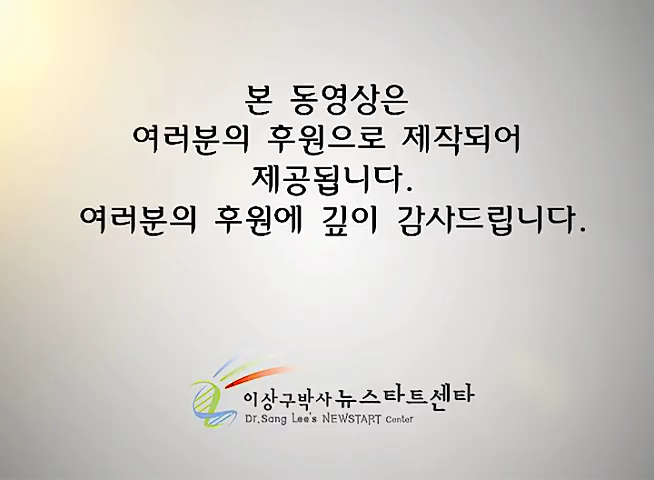 본 동영상은
여러분의 후원으로 제작되어
제공됩니다.
여러분의 후원에 깊이 감사드립니다.
이상구박사 뉴스타트센타
Dr.Sang Lee's NEWSTART Center